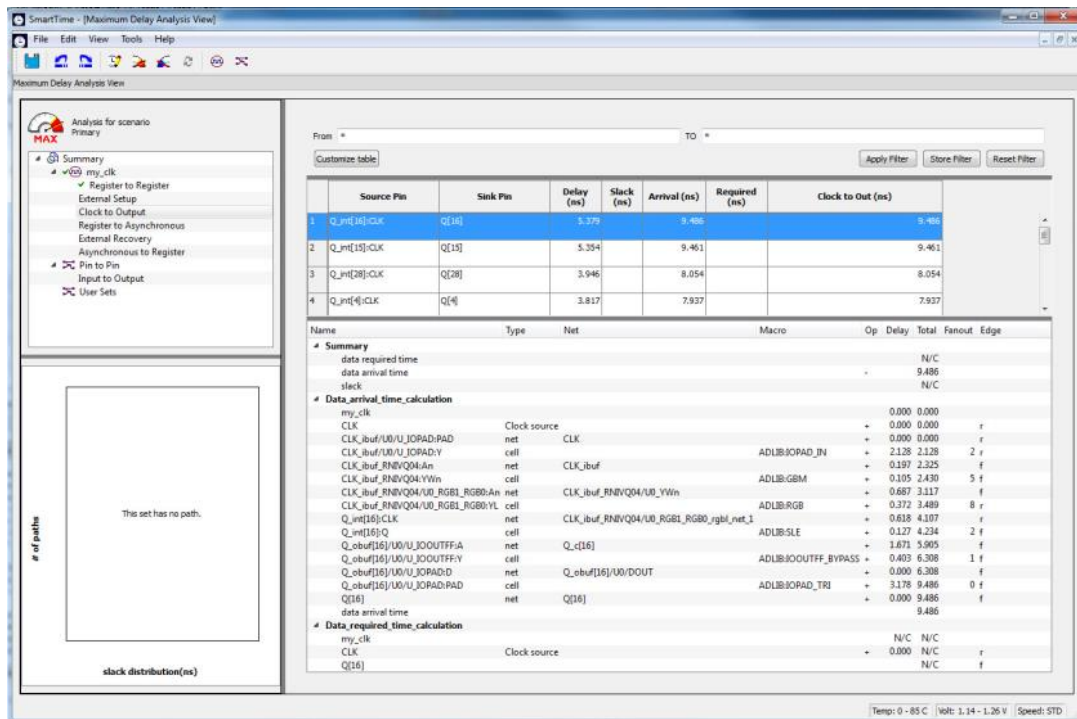 SmartTime - [Maximum Delay Analysis View]
File Edit View Tools Help
Maximum Delay Analysis View
MAX
Analysis for scenario
Primary
Summary
my_clk
Register to Register
External Setup
Clock to Output
Register to Asynchronous
External Recovery
Asynchronous to Register
Pin to Pin
Input to Output
User Sets
From * TO *
Customize table Apply Filter Store Filter Reset Filter
Source Pin Sink Pin Delay (ns) Slack (ns) Arrival (ns) Required (ns) Clock to Out (ns)
1 Q_int[16]:CLK Q[16] 5.379 9.486 9.486
2 Q_int[15]:CLK Q[15] 5.354 9.461 9.461
3 Q_int[28]:CLK Q[28] 3.946 8.054 8.054
4 Q_int[4]:CLK Q[4] 3.817 7.937 7.937
Name Type Net Macro Op Delay Total Fanout Edge
Summary
data required time N/C
data arrival time - 9.486
slack N/C
Data_arrival_time_calculation
my_clk 0.000 0.000
CLK Clock source + 0.000 0.000 r
CLK_ibuf/U0/U_IOPAD:PAD net CLK + 0.000 0.000 r
CLK_ibuf/U0/U_IOPAD:Y cell ADLIB:IOPAD_IN + 2.128 2.128 2 r
CLK_ibuf_RNIVQ04:An net CLK_ibuf + 0.197 2.325 f
CLK_ibuf_RNIVQ04:YWn cell ADLIB:GBM + 0.105 2.430 5 f
CLK_ibuf_RNIVQ04/U0_RGB1_RGB0:An net CLK_ibuf_RNIVQ04/U0_YWn + 0.687 3.117 f
CLK_ibuf_RNIVQ04/U0_RGB1_RGB0:YL cell ADLIB:RGB + 0.372 3.489 8 r
Q_int[16]:CLK net CLK_ibuf_RNIVQ04/U0_RGB1_RGB0_rgbl_net_1 + 0.618 4.107 r
Q_int[16]:Q cell ADLIB:SLE + 0.127 4.234 2 f
Q_obuf[16]/U0/U_IOOUTFF:A net Q_c[16] + 1.671 5.905 f
Q_obuf[16]/U0/U_IOOUTFF:Y cell ADLIB:IOOUTFF_BYPASS + 0.403 6.308 1 f
Q_obuf[16]/U0/U_IOPAD:D net Q_obuf[16]/U0/DOUT + 0.000 6.308 f
Q_obuf[16]/U0/U_IOPAD:PAD cell ADLIB:IOPAD_TRI + 3.178 9.486 0 f
Q[16] net Q[16] + 0.000 9.486 f
data arrival time 9.486
Data_required_time_calculation
my_clk N/C N/C
CLK Clock source + 0.000 N/C r
Q[16] N/C f
# of paths
This set has no path.
slack distribution(ns)
Temp: 0 - 85 C Volt: 1.14 - 1.26 V Speed: STD